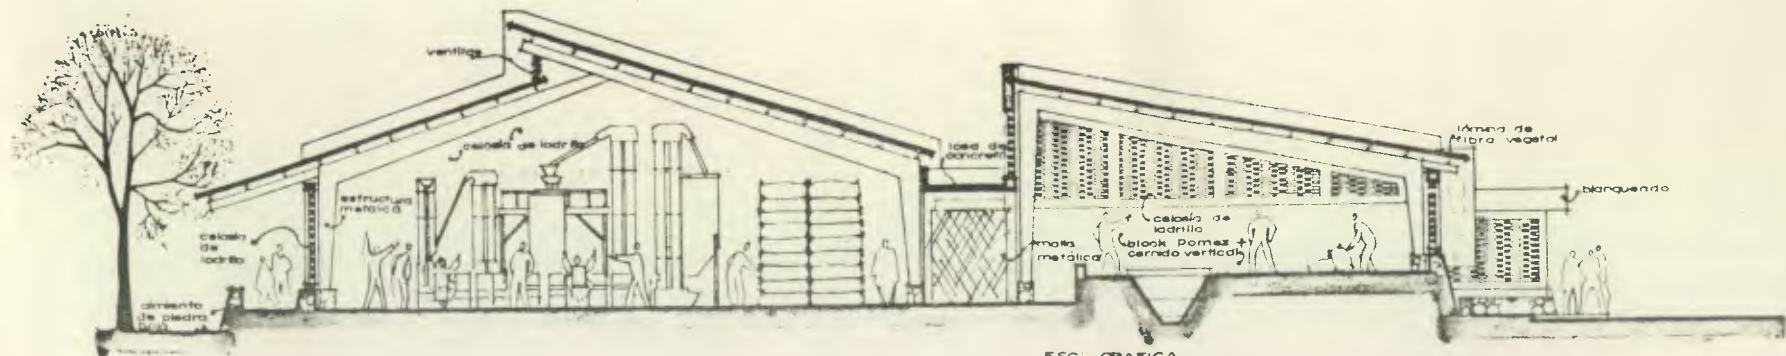 ventilas
celosía de ladrillo
estructura
metálica
celosía
de
ladrillo
cimiento
de piedra
losa de
concreto
malla
metálica
celosía de
ladrillo
block pomez +
cernido vertical
lámina de
fibra vegetal
blanqueado
ESC. GRAFICA